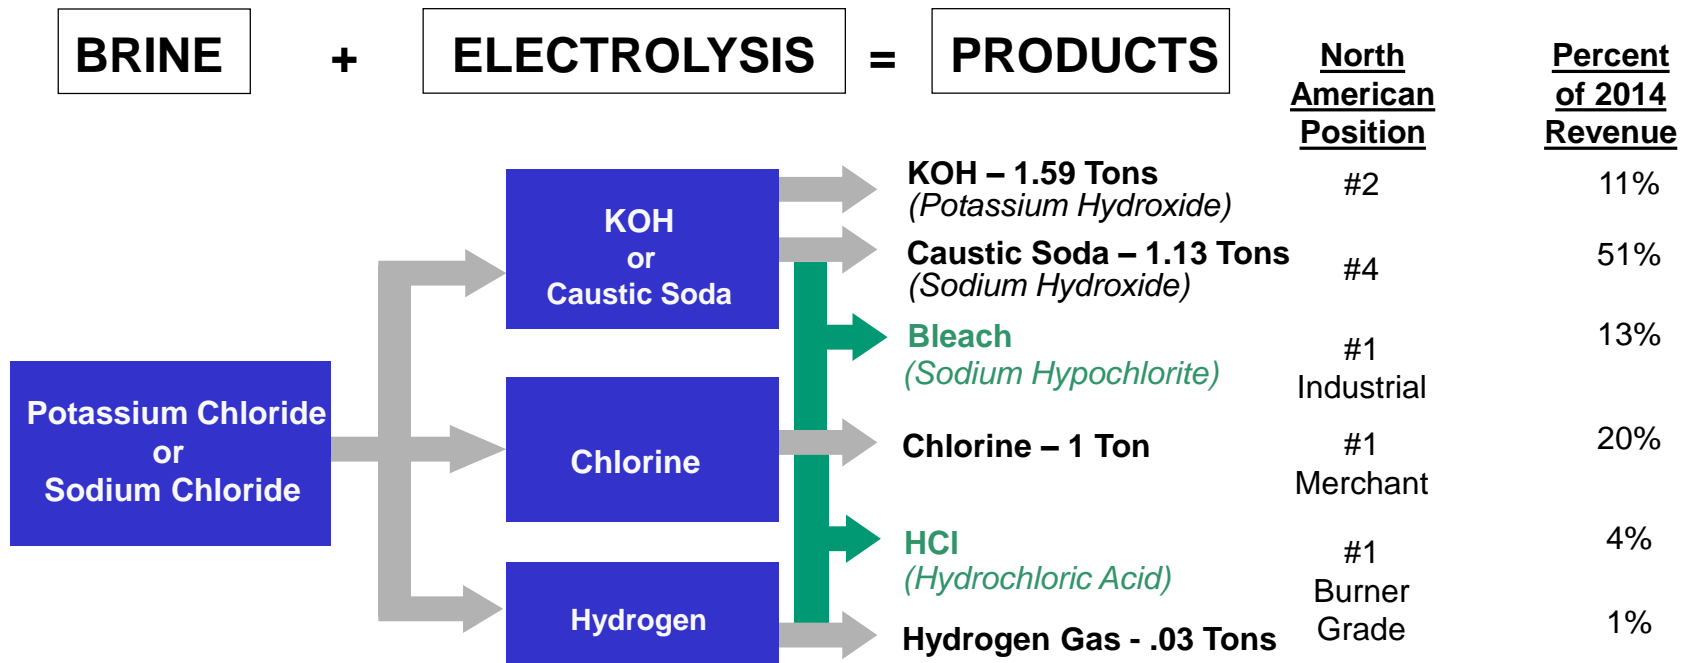 BRINE + ELECTROLYSIS = PRODUCTS
North
American
Position
Percent
of 2014
Revenue
Potassium Chloride
or
Sodium Chloride
KOH
or
Caustic Soda
Chlorine
Hydrogen
KOH – 1.59 Tons
(Potassium Hydroxide)
#2
11%
Caustic Soda – 1.13 Tons
(Sodium Hydroxide)
#4
51%
Bleach
(Sodium Hypochlorite)
#1
Industrial
13%
Chlorine – 1 Ton
#1
Merchant
20%
HCl
(Hydrochloric Acid)
#1
Burner
Grade
4%
Hydrogen Gas - .03 Tons
1%